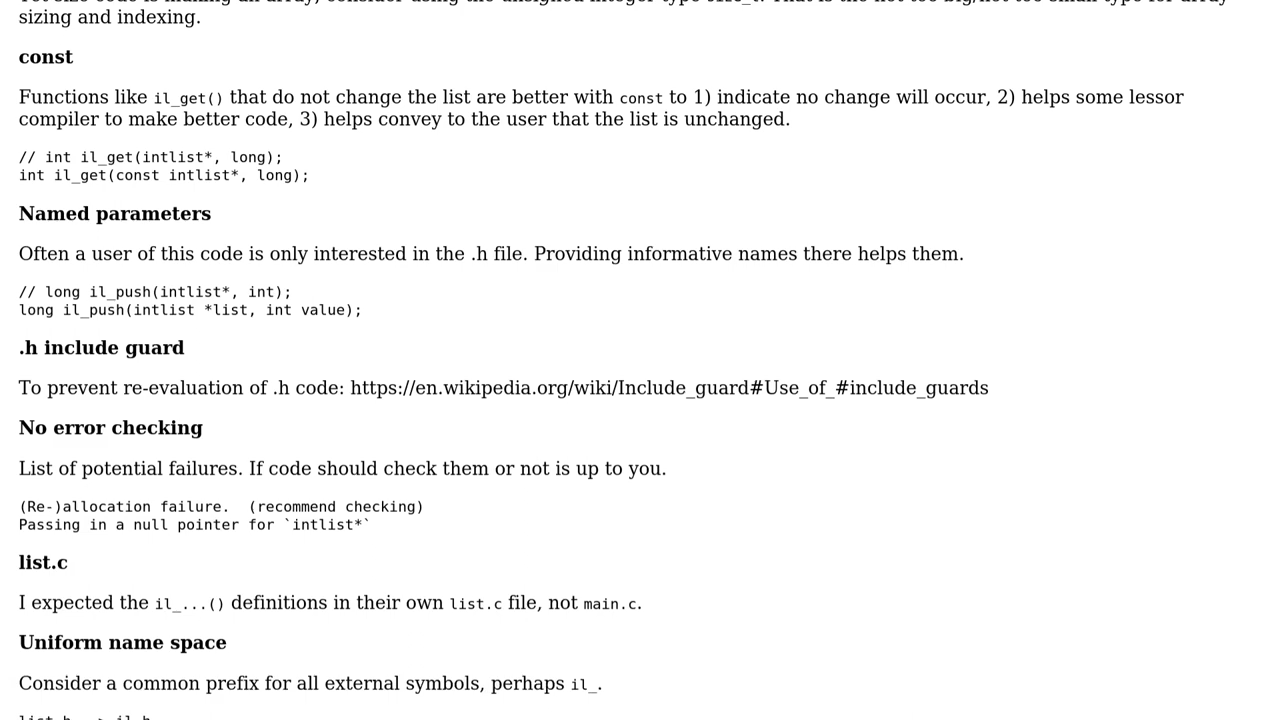 sizing and indexing.
const
Functions like il_get() that do not change the list are better with const to 1) indicate no change will occur, 2) helps some lessor
compiler to make better code, 3) helps convey to the user that the list is unchanged.
// int il_get(intlist*, long);
int il_get(const intlist*, long);
Named parameters
Often a user of this code is only interested in the .h file. Providing informative names there helps them.
// long il_push(intlist*, int);
long il_push(intlist *list, int value);
.h include guard
To prevent re-evaluation of .h code: https://en.wikipedia.org/wiki/Include_guard#Use_of_#include_guards
No error checking
List of potential failures. If code should check them or not is up to you.
(Re-)allocation failure.  (recommend checking)
Passing in a null pointer for `intlist*`
list.c
I expected the il_...() definitions in their own list.c file, not main.c.
Uniform name space
Consider a common prefix for all external symbols, perhaps il_.